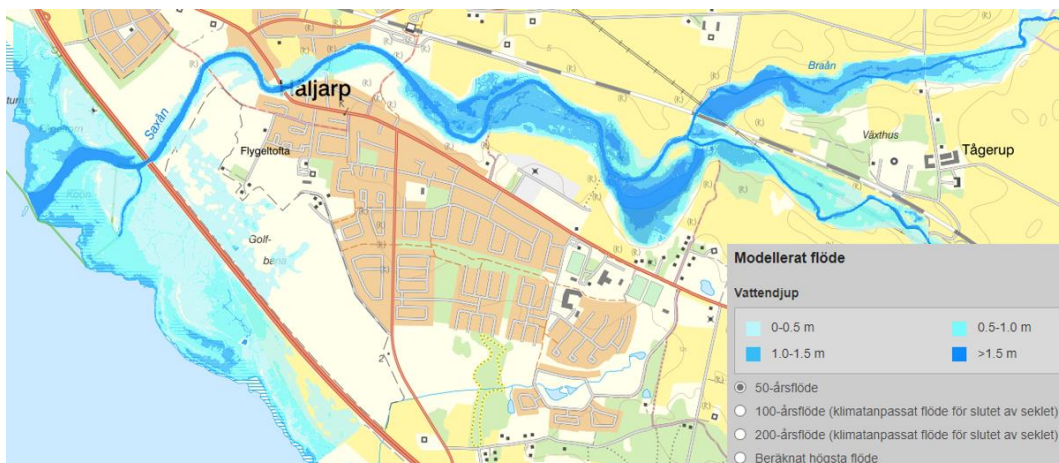 Häljarp
Saxån
Braån
Växthus
Tågerup
Flygeltofta
Golf-
bana
2
Modellerat flöde
Vattendjup
0-0.5 m
0.5-1.0 m
1.0-1.5 m
>1.5 m
50-årsflöde
100-årsflöde (klimatanpassat flöde för slutet av seklet)
200-årsflöde (klimatanpassat flöde för slutet av seklet)
Beräknat högsta flöde